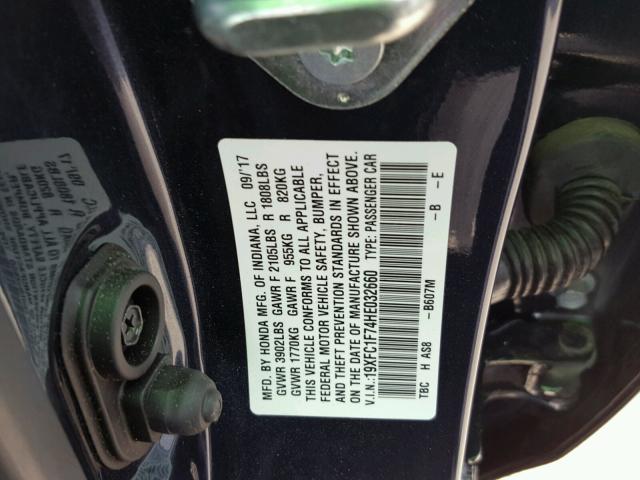 MFD. BY HONDA MFG. OF INDIANA, LLC 09/17
GVWR 3902LBS GAWR F 2105LBS R 1808LBS
GVWR 1770KG GAWR F 955KG R 820KG
THIS VEHICLE CONFORMS TO ALL APPLICABLE
FEDERAL MOTOR VEHICLE SAFETY, BUMPER,
AND THEFT PREVENTION STANDARDS IN EFFECT
ON THE DATE OF MANUFACTURE SHOWN ABOVE.
V.I.N.:19XFC1F74HE032660 TYPE: PASSENGER CAR
TBC H AS8 -B607M -B -E